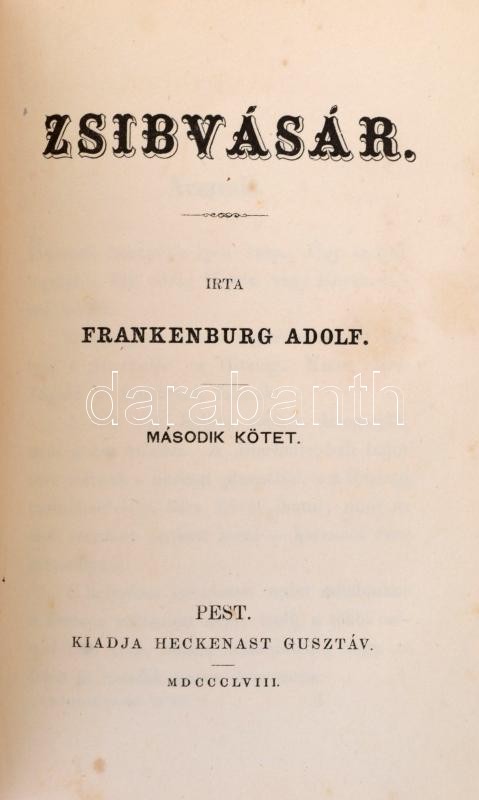 ZSIBVÁSÁR.
IRTA
FRANKENBURG ADOLF.
darabanth
MÁSODIK KÖTET.
PEST.
KIADJA HECKENAST GUSZTÁV.
MDCCCLVIII.